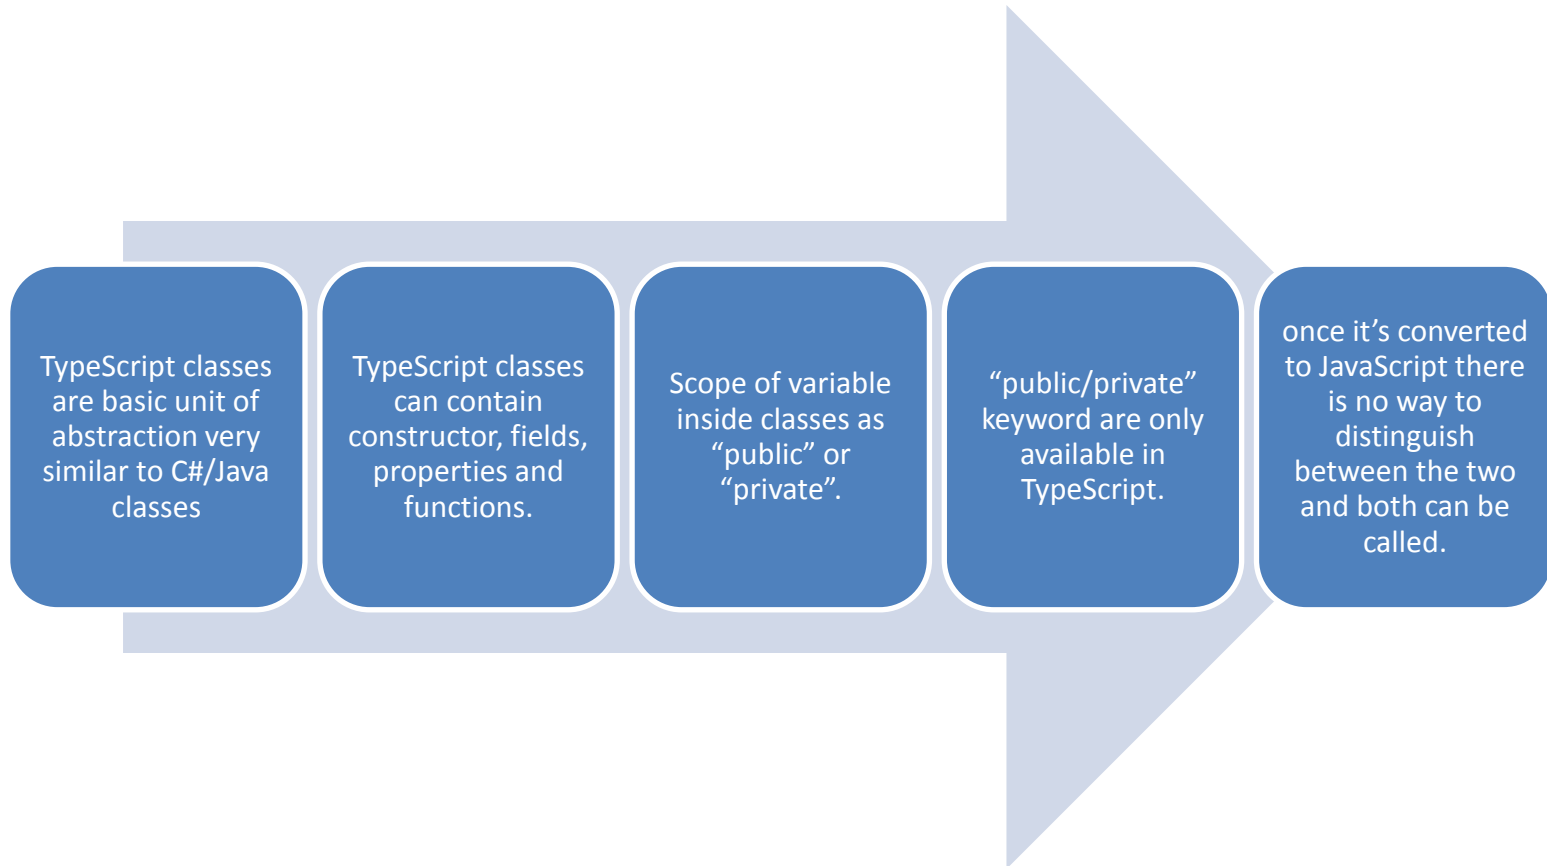 TypeScript classes
are basic unit of
abstraction very
similar to C#/Java
classes
TypeScript classes
can contain
constructor, fields,
properties and
functions.
Scope of variable
inside classes as
“public” or
“private”.
“public/private”
keyword are only
available in
TypeScript.
once it’s converted
to JavaScript there
is no way to
distinguish
between the two
and both can be
called.